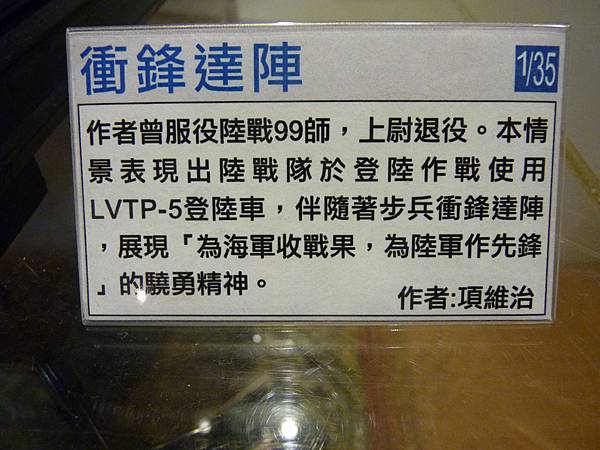 衝鋒達陣 1/35
作者曾服役陸戰99師，上尉退役。本情
景表現出陸戰隊於登陸作戰使用
LVTP-5登陸車，伴隨著步兵衝鋒達陣
，展現「為海軍收戰果，為陸軍作先鋒
」的驍勇精神。
作者:項維治